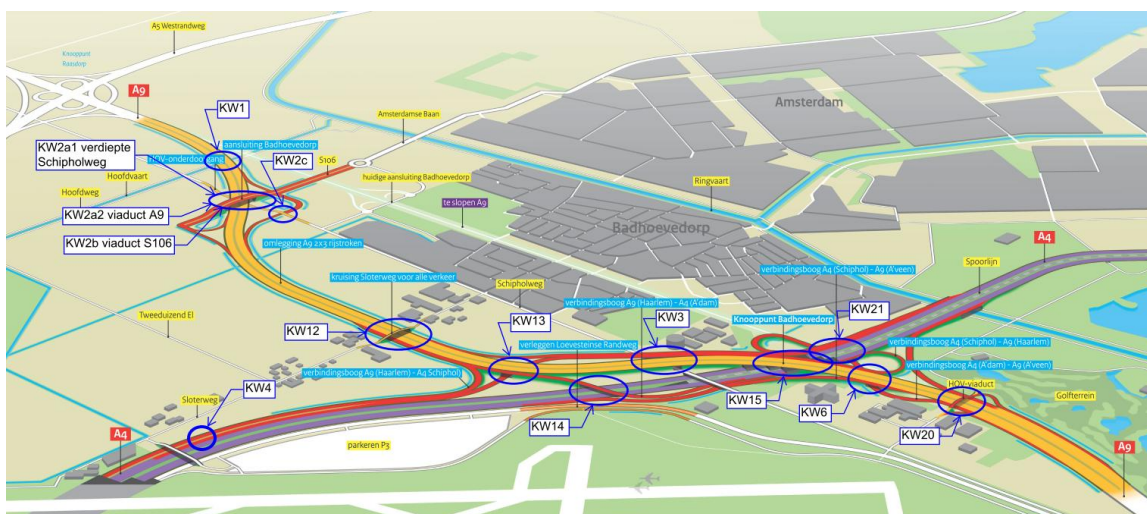 A5 Westrandweg
Knooppunt
Raasdorp
A9
KW1
Amsterdamse Baan
Amsterdam
KW2a1 verdiepte
Schipholweg
HOV-onderdoorgang
aansluiting Badhoevedorp
KW2c
S106
Hoofdvaart
Hoofdweg
huidige aansluiting Badhoevedorp
Ringvaart
KW2a2 viaduct A9
te slopen A9
KW2b viaduct S106
Badhoevedorp
A4
omlegging A9 2x3 rijstroken
verbindingsboog A4 (Schiphol) - A9 (A'veen)
Spoorlijn
kruising Sloterweg voor alle verkeer
Schipholweg
verbindingsboog A9 (Haarlem) - A4 (A'dam)
KW21
Tweeduizend El
KW13
KW3
Knooppunt Badhoevedorp
KW12
verleggen Loevesteinse Randweg
verbindingsboog A4 (Schiphol) - A9 (Haarlem)
verbindingsboog A9 (Haarlem) - A4 Schiphol)
verbindingsboog A4 (A'dam) - A9 (A'veen)
KW4
HOV-viaduct
Sloterweg
KW15
Golfterrein
KW6
KW14
KW20
A4
parkeren P3
A9